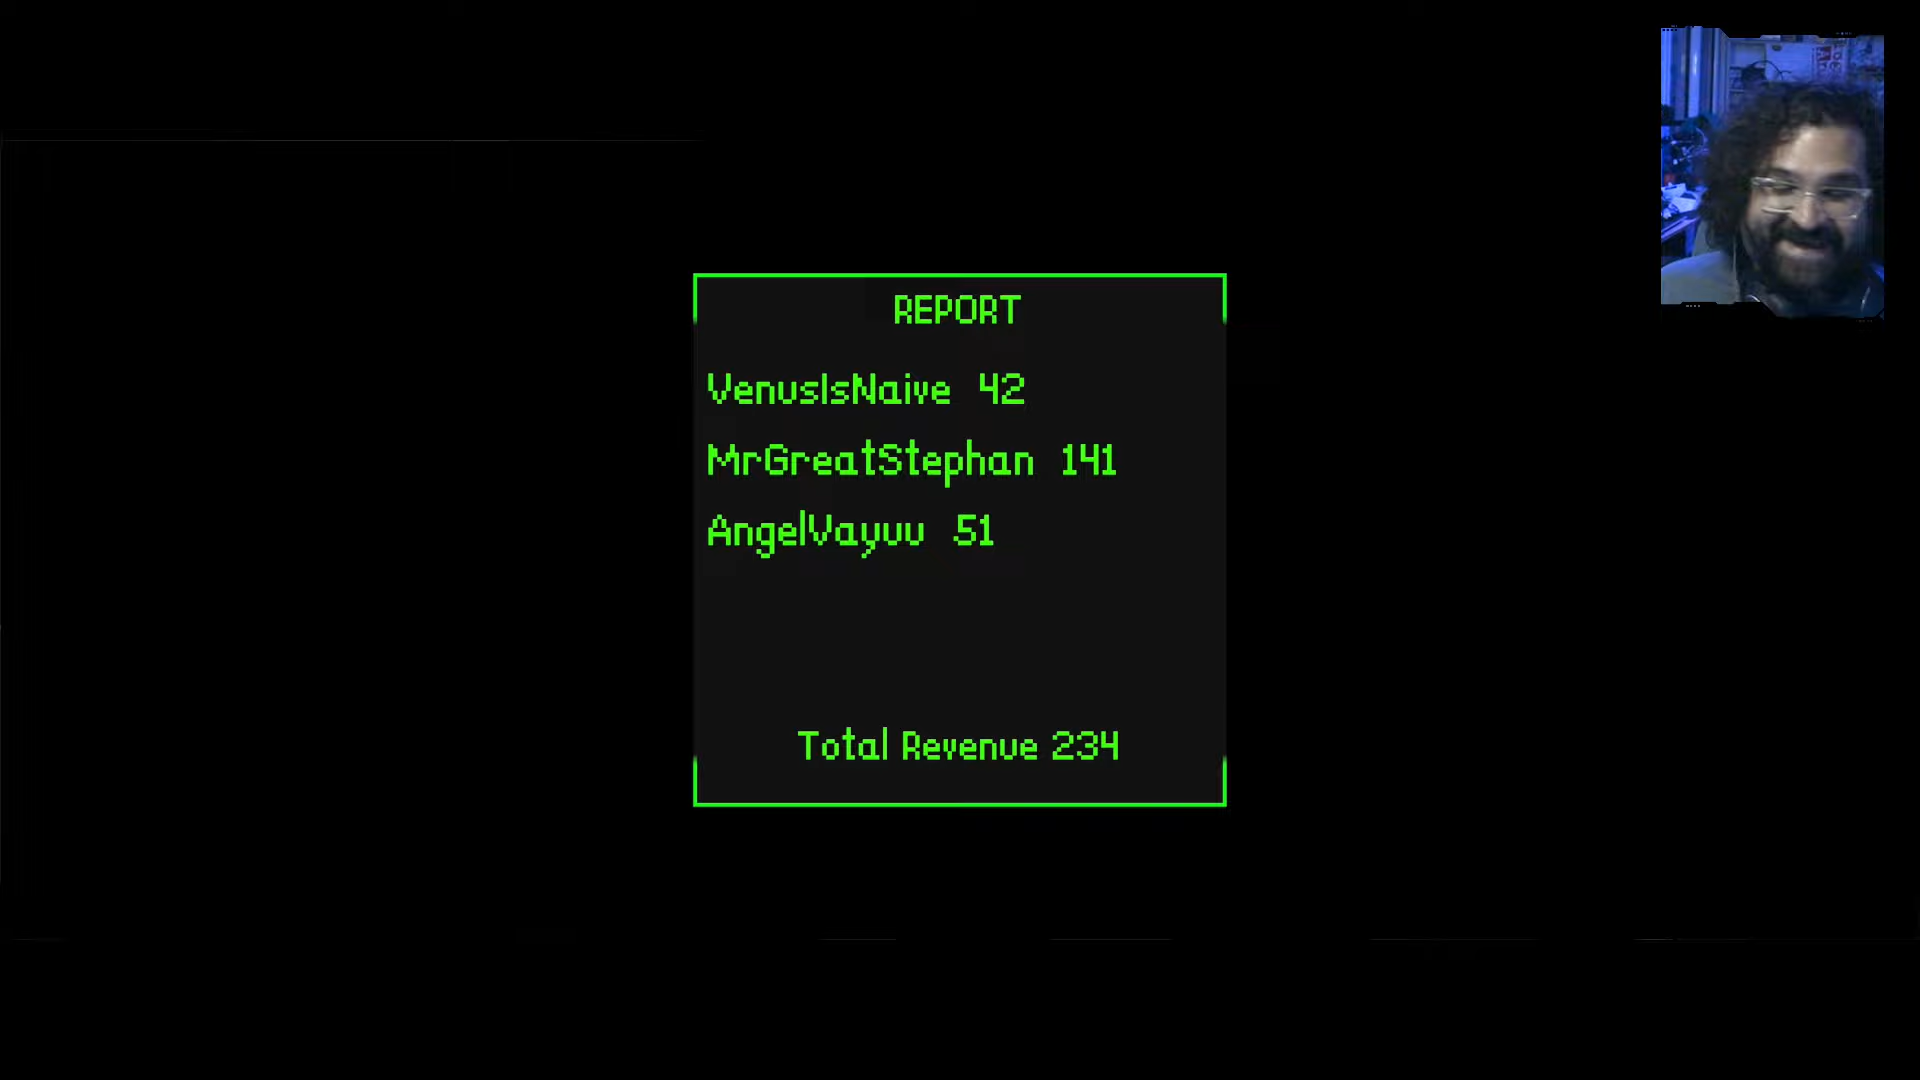 REPORT
VenusIsNaive 42
MrGreatStephan 141
AngelVayuu 51
Total Revenue 234